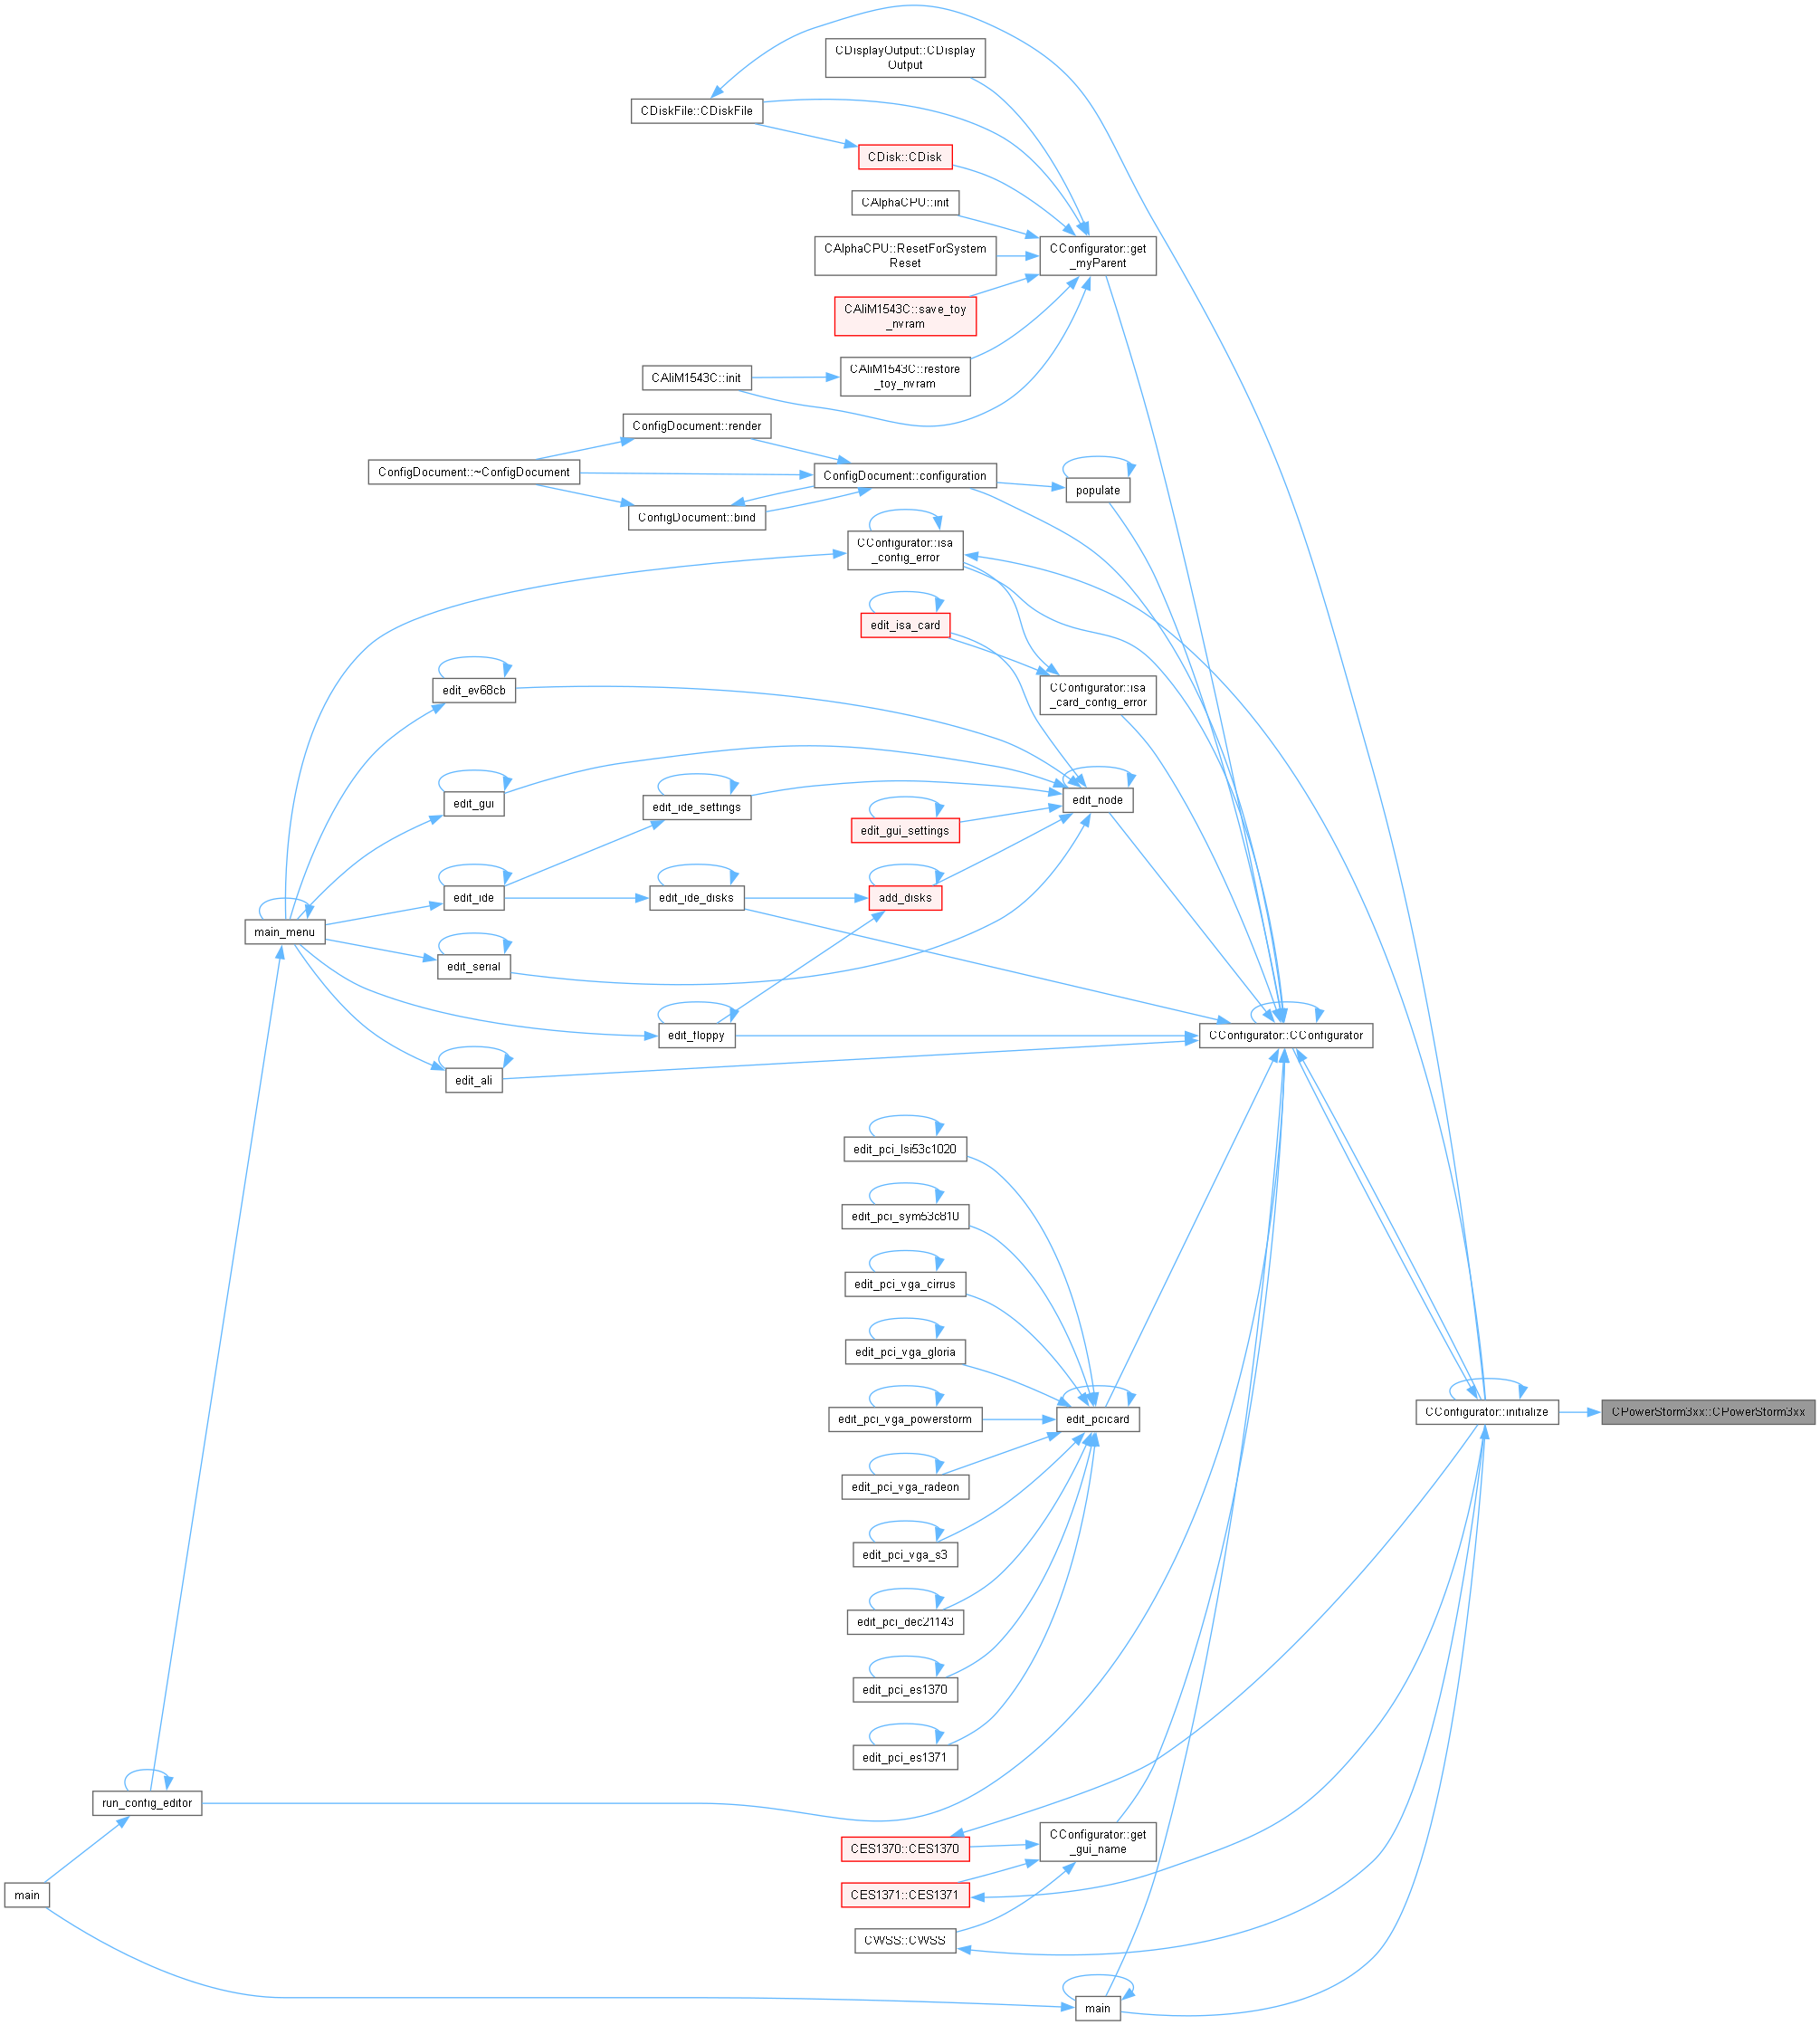 CDisplayOutput::CDisplay
Output
CDiskFile::CDiskFile
CDisk::CDisk
CAlphaCPU::init
CAlphaCPU::ResetForSystem
Reset
CConfigurator::get
_myParent
CAliM1543C::save_toy
_nvram
CAliM1543C::restore
_toy_nvram
CAliM1543C::init
ConfigDocument::render
ConfigDocument::~ConfigDocument
ConfigDocument::configuration
populate
ConfigDocument::bind
CConfigurator::isa
_config_error
edit_isa_card
CConfigurator::isa
_card_config_error
edit_ev68cb
edit_gui
edit_ide_settings
edit_node
edit_gui_settings
edit_ide
edit_ide_disks
add_disks
main_menu
edit_serial
edit_floppy
CConfigurator::CConfigurator
edit_ali
edit_pci_lsi53c1020
edit_pci_sym53c810
edit_pci_vga_cirrus
edit_pci_vga_gloria
edit_pci_vga_powerstorm
edit_pcicard
CConfigurator::initialize
CPowerStorm3xx::CPowerStorm3xx
edit_pci_vga_radeon
edit_pci_vga_s3
edit_pci_dec21143
edit_pci_es1370
edit_pci_es1371
run_config_editor
CConfigurator::get
_gui_name
CES1370::CES1370
main
CES1371::CES1371
CWSS::CWSS
main